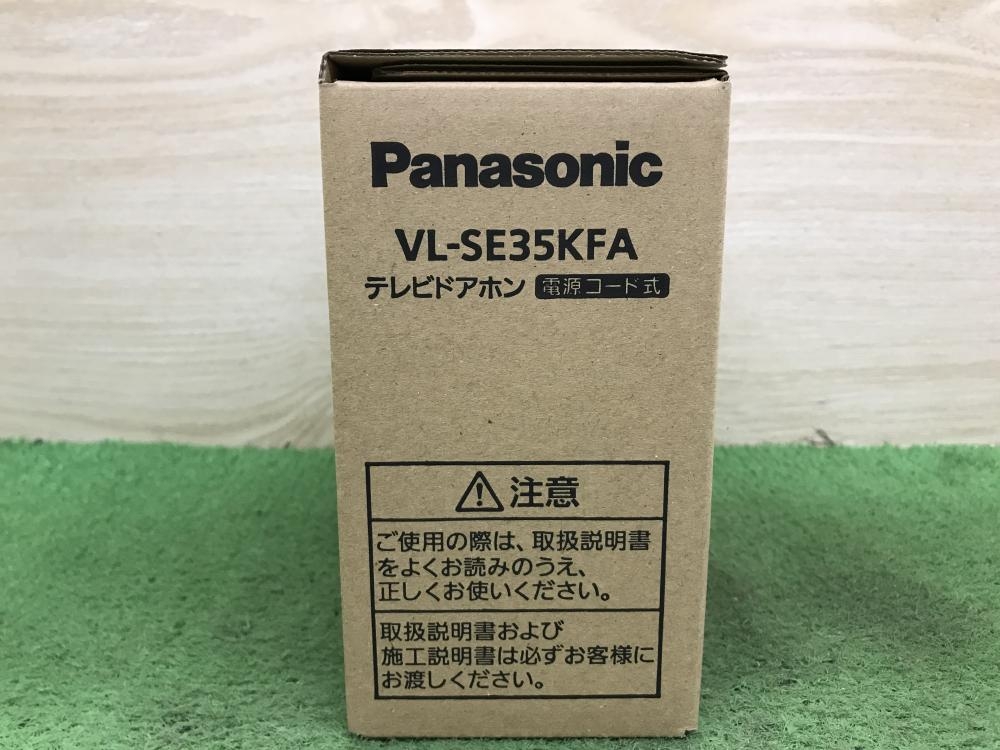 Panasonic
VL-SE35KFA
テレビドアホン 電源コード式
注意
ご使用の際は、取扱説明書
をよくお読みのうえ、
正しくお使いください。
取扱説明書および
施工説明書は必ずお客様に
お渡しください。